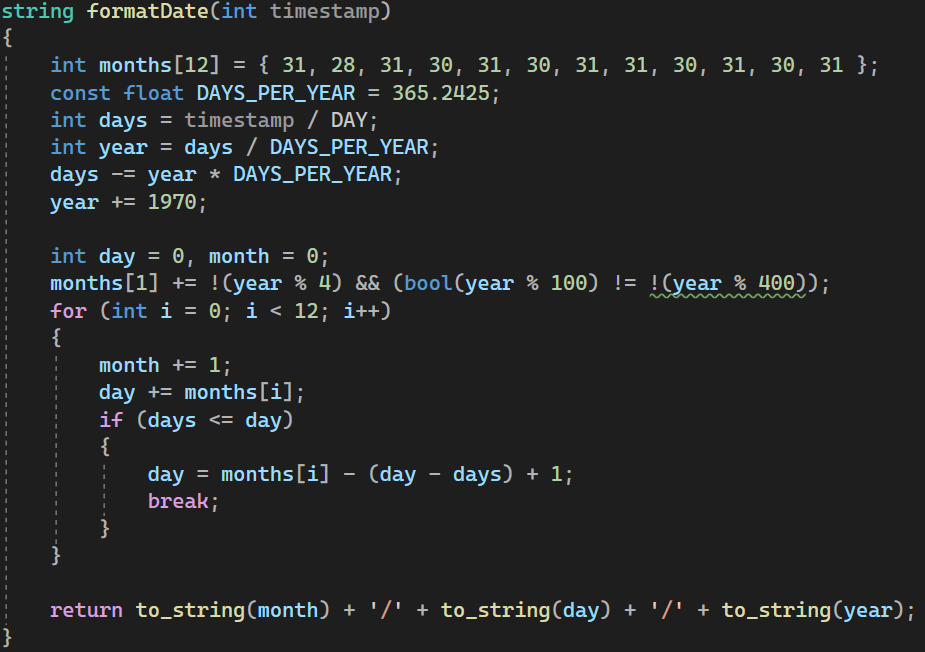 string formatDate(int timestamp)
{
    int months[12] = { 31, 28, 31, 30, 31, 30, 31, 31, 30, 31, 30, 31 };
    const float DAYS_PER_YEAR = 365.2425;
    int days = timestamp / DAY;
    int year = days / DAYS_PER_YEAR;
    days -= year * DAYS_PER_YEAR;
    year += 1970;

    int day = 0, month = 0;
    months[1] += !(year % 4) && (bool(year % 100) != !(year % 400));
    for (int i = 0; i < 12; i++)
    {
        month += 1;
        day += months[i];
        if (days <= day)
        {
            day = months[i] - (day - days) + 1;
            break;
        }
    }

    return to_string(month) + '/' + to_string(day) + '/' + to_string(year);
}